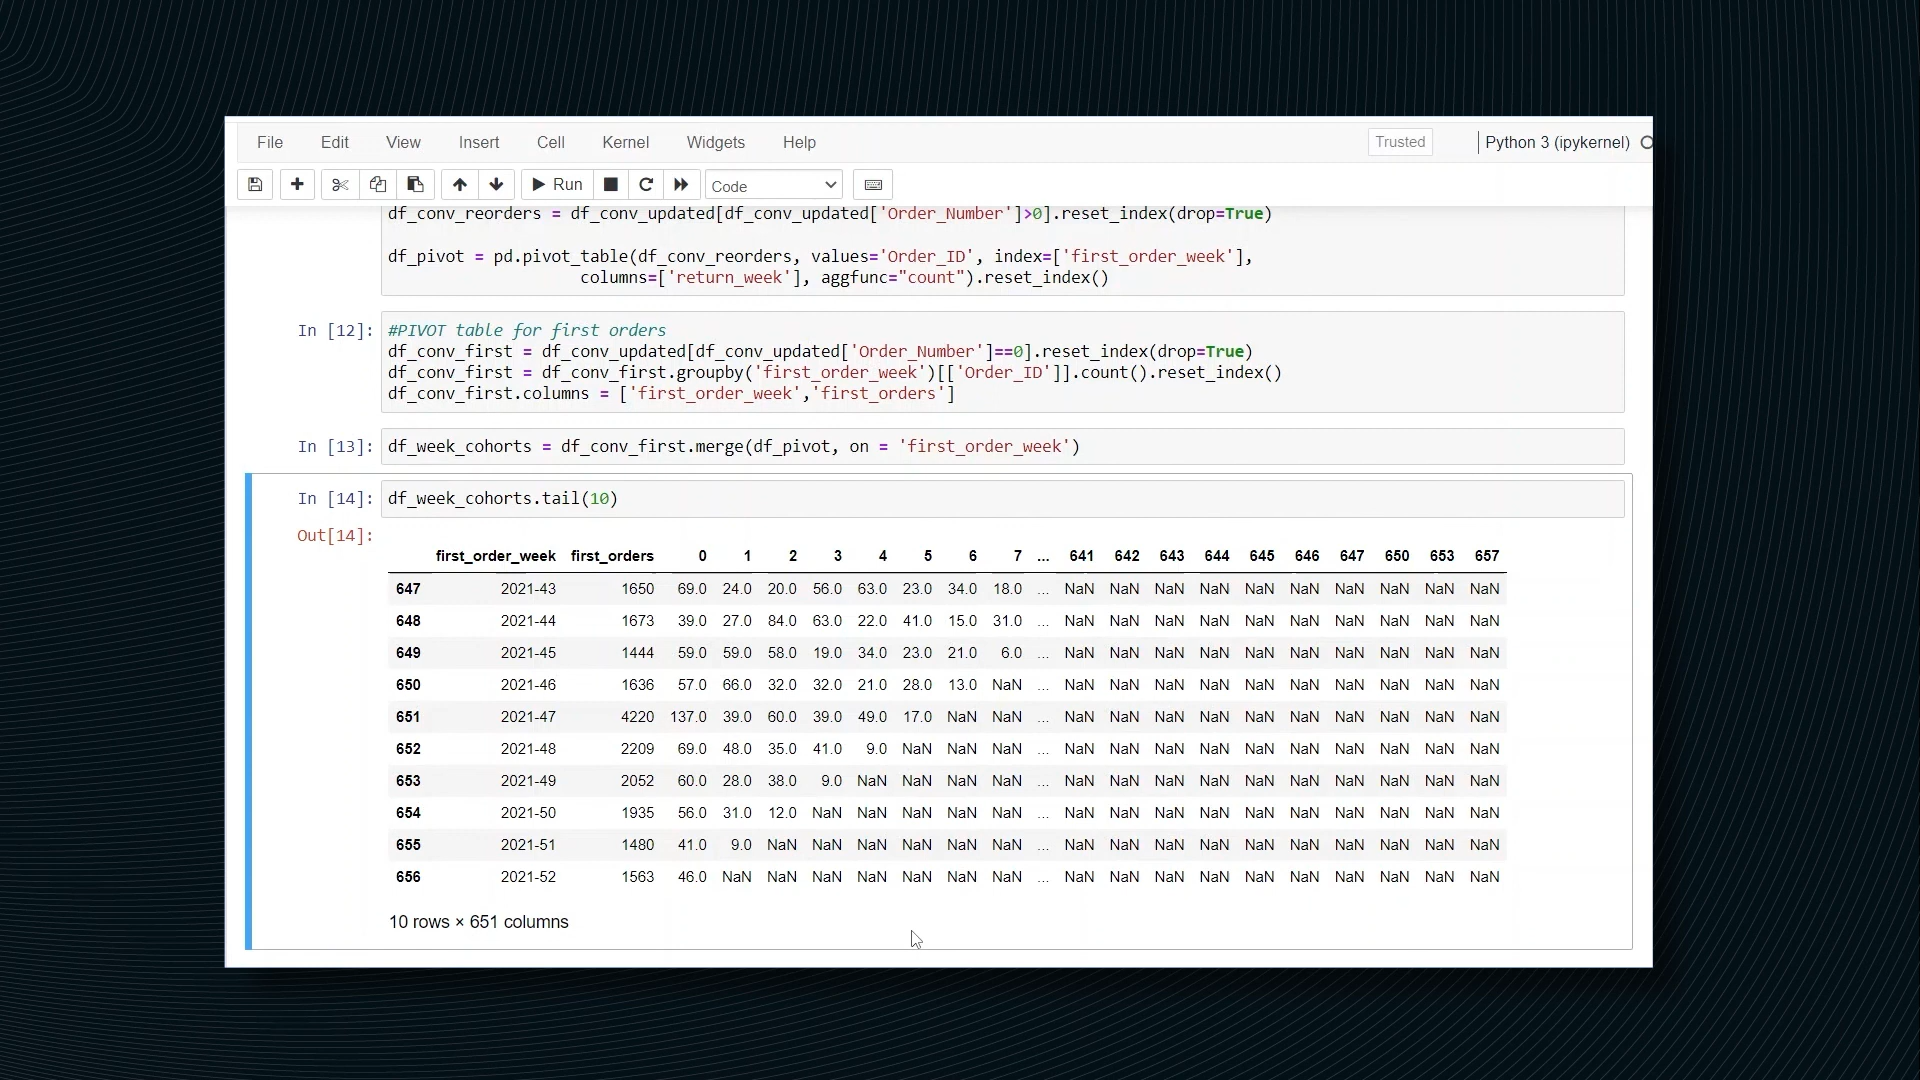 File Edit View Insert Cell Kernel Widgets Help Trusted Python 3 (ipykernel)
Run Code
df_conv_reorders = df_conv_updated[df_conv_updated['Order_Number']>0].reset_index(drop=True)
df_pivot = pd.pivot_table(df_conv_reorders, values='Order_ID', index=['first_order_week'],
columns=['return_week'], aggfunc="count").reset_index()
In [12]: #PIVOT table for first orders
df_conv_first = df_conv_updated[df_conv_updated['Order_Number']==0].reset_index(drop=True)
df_conv_first = df_conv_first.groupby('first_order_week')[['Order_ID']].count().reset_index()
df_conv_first.columns = ['first_order_week','first_orders']
In [13]: df_week_cohorts = df_conv_first.merge(df_pivot, on = 'first_order_week')
In [14]: df_week_cohorts.tail(10)
Out[14]:
first_order_week first_orders 0 1 2 3 4 5 6 7 ... 641 642 643 644 645 646 647 650 653 657
647 2021-43 1650 69.0 24.0 20.0 56.0 63.0 23.0 34.0 18.0 ... NaN NaN NaN NaN NaN NaN NaN NaN NaN NaN
648 2021-44 1673 39.0 27.0 84.0 63.0 22.0 41.0 15.0 31.0 ... NaN NaN NaN NaN NaN NaN NaN NaN NaN NaN
649 2021-45 1444 59.0 59.0 58.0 19.0 34.0 23.0 21.0 6.0 ... NaN NaN NaN NaN NaN NaN NaN NaN NaN NaN
650 2021-46 1636 57.0 66.0 32.0 32.0 21.0 28.0 13.0 NaN ... NaN NaN NaN NaN NaN NaN NaN NaN NaN NaN
651 2021-47 4220 137.0 39.0 60.0 39.0 49.0 17.0 NaN NaN ... NaN NaN NaN NaN NaN NaN NaN NaN NaN NaN
652 2021-48 2209 69.0 48.0 35.0 41.0 9.0 NaN NaN NaN ... NaN NaN NaN NaN NaN NaN NaN NaN NaN NaN
653 2021-49 2052 60.0 28.0 38.0 9.0 NaN NaN NaN NaN ... NaN NaN NaN NaN NaN NaN NaN NaN NaN NaN
654 2021-50 1935 56.0 31.0 12.0 NaN NaN NaN NaN NaN ... NaN NaN NaN NaN NaN NaN NaN NaN NaN NaN
655 2021-51 1480 41.0 9.0 NaN NaN NaN NaN NaN NaN ... NaN NaN NaN NaN NaN NaN NaN NaN NaN NaN
656 2021-52 1563 46.0 NaN NaN NaN NaN NaN NaN NaN ... NaN NaN NaN NaN NaN NaN NaN NaN NaN NaN
10 rows × 651 columns